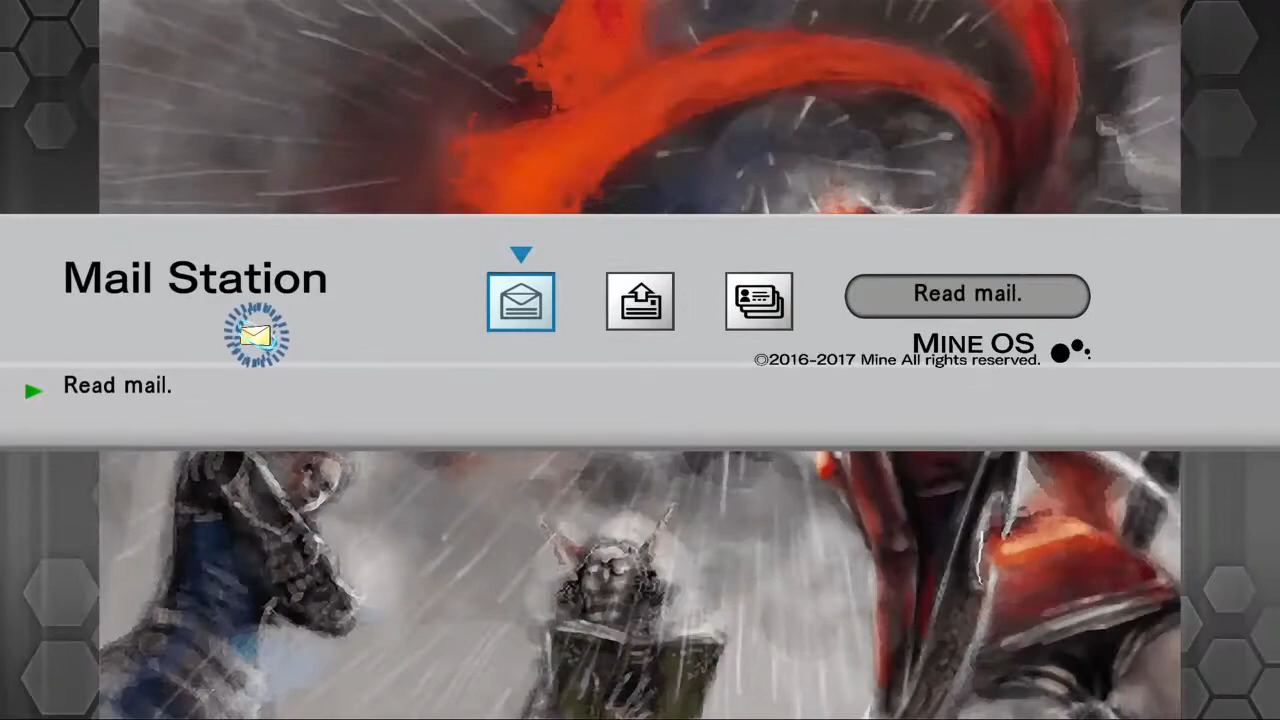 Mail Station
Read mail.
MINE OS
©2016-2017 Mine All rights reserved.
Read mail.